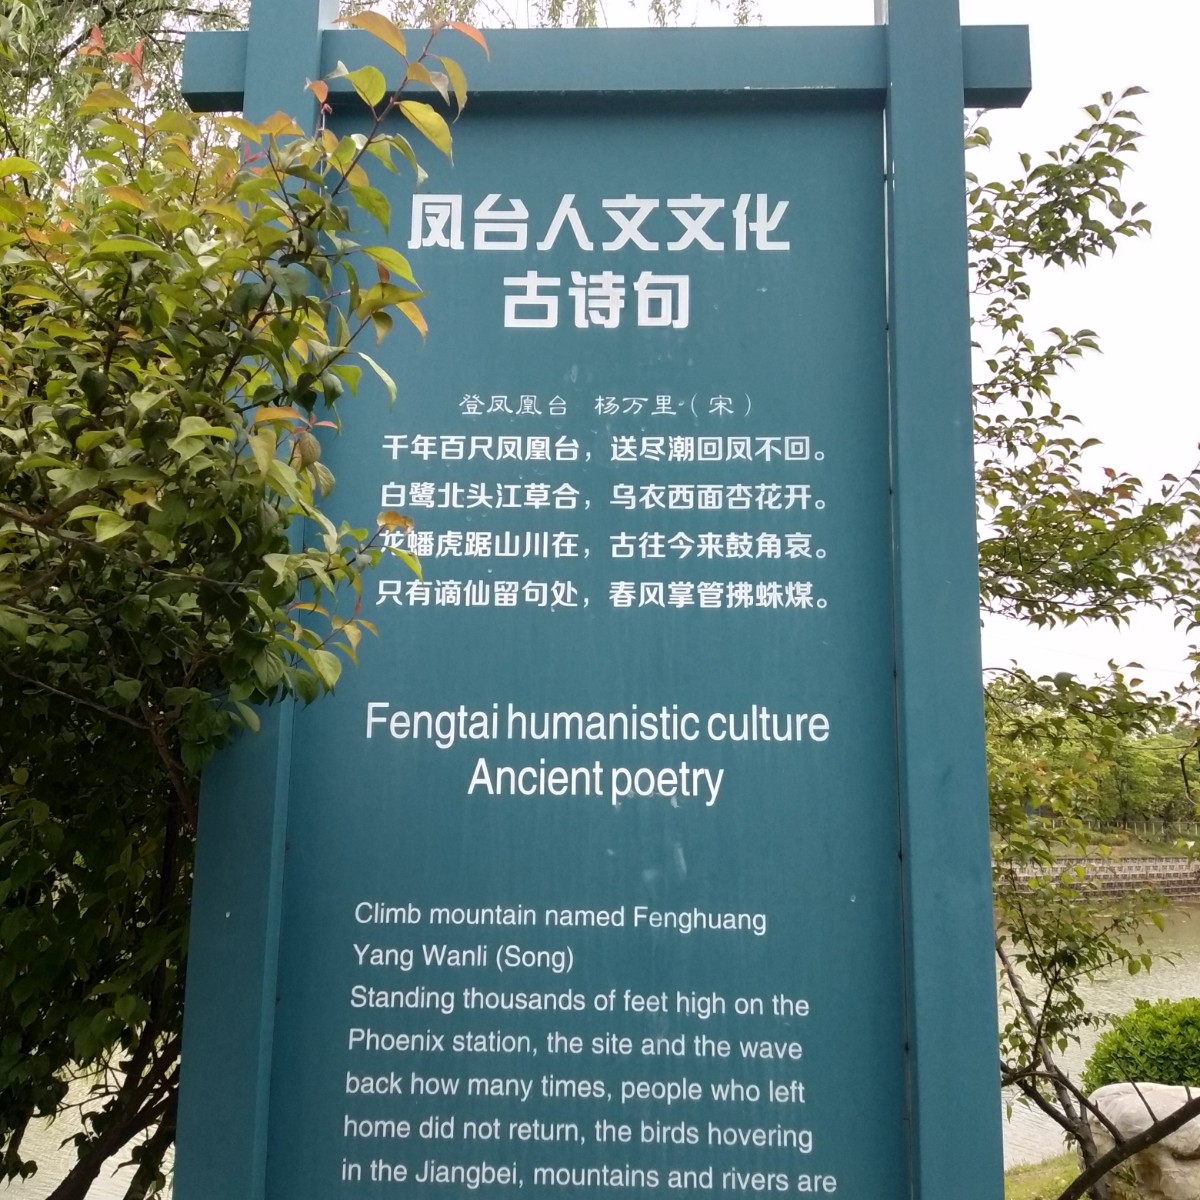 凤台人文文化
古诗句
登凤凰台 杨万里（宋）
千年百尺凤凰台，送尽潮回凤不回。
白鹭北头江草合，乌衣西面杏花开。
龙蟠虎踞山川在，古往今来鼓角哀。
只有谪仙留句处，春风掌管拂蛛煤。
Fengtai humanistic culture
Ancient poetry
Climb mountain named Fenghuang
Yang Wanli (Song)
Standing thousands of feet high on the
Phoenix station, the site and the wave
back how many times, people who left
home did not return, the birds hovering
in the Jiangbei, mountains and rivers are